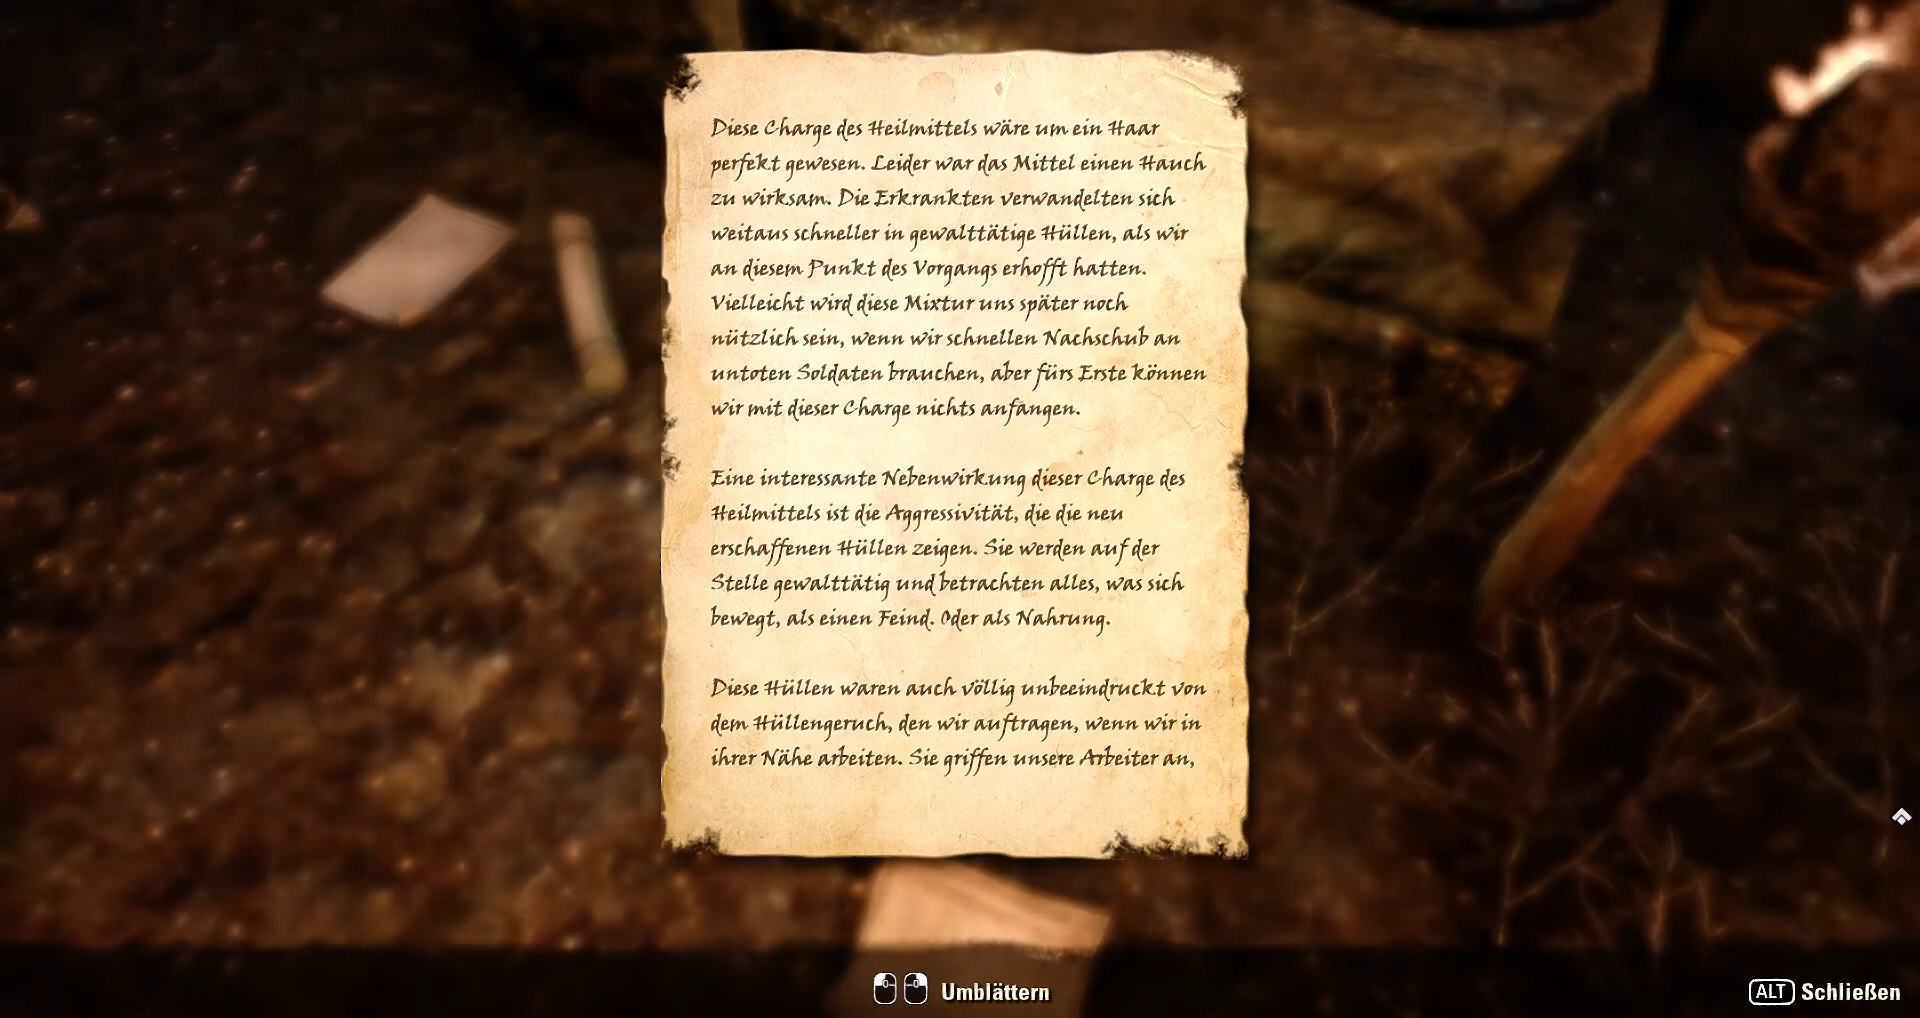 Diese Charge des Heilmittels wäre um ein Haar
perfekt gewesen. Leider war das Mittel einen Hauch
zu wirksam. Die Erkrankten verwandelten sich
weitaus schneller in gewalttätige Hüllen, als wir
an diesem Punkt des Vorgangs erhofft hatten.
Vielleicht wird diese Mixtur uns später noch
nützlich sein, wenn wir schnellen Nachschub an
untoten Soldaten brauchen, aber fürs Erste können
wir mit dieser Charge nichts anfangen.
Eine interessante Nebenwirkung dieser Charge des
Heilmittels ist die Aggressivität, die die neu
erschaffenen Hüllen zeigen. Sie werden auf der
Stelle gewalttätig und betrachten alles, was sich
bewegt, als einen Feind. Oder als Nahrung.
Diese Hüllen waren auch völlig unbeeindruckt von
dem Hüllengeruch, den wir auftragen, wenn wir in
ihrer Nähe arbeiten. Sie griffen unsere Arbeiter an,
Umblättern
ALT Schließen